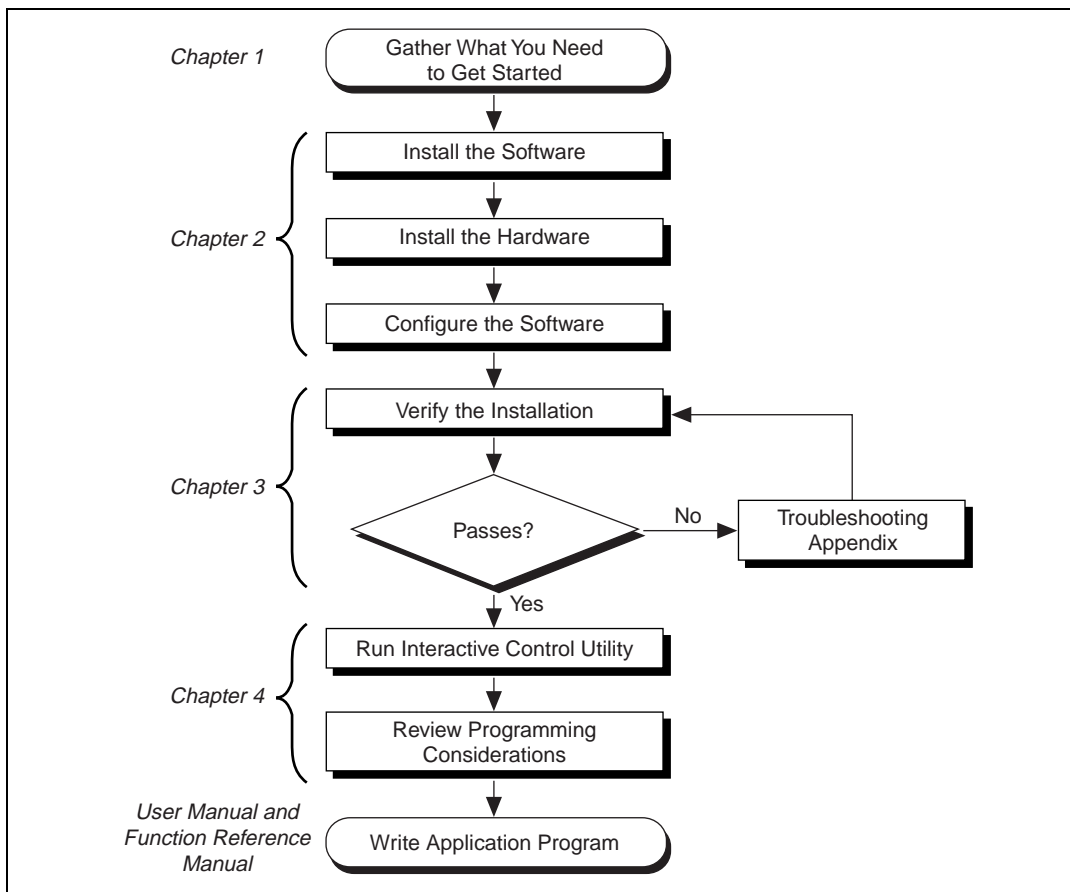 Chapter 1
Gather What You Need
to Get Started
Install the Software
Chapter 2
Install the Hardware
Configure the Software
Verify the Installation
Chapter 3
Passes?
No
Troubleshooting
Appendix
Yes
Run Interactive Control Utility
Chapter 4
Review Programming
Considerations
User Manual and
Function Reference
Manual
Write Application Program